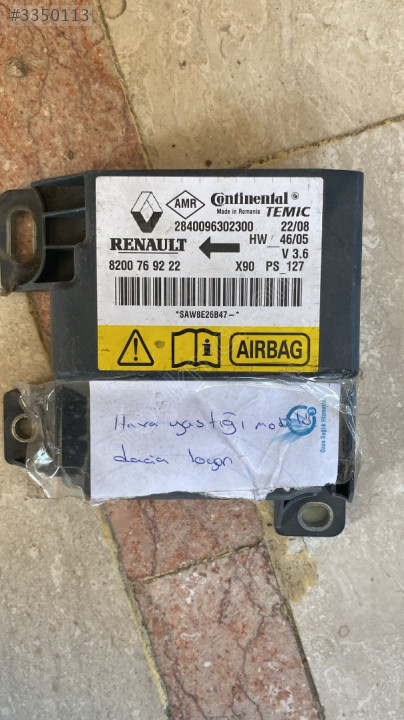 #3350113
AMR Continental ®
Made in Romania TEMIC
2840096302300 22/08
RENAULT HW 46/05
V 3.6
8200 76 92 22 X90 PS_127
*SAW8E26B47-*
i AIRBAG
Hava yastığı
dacia logan